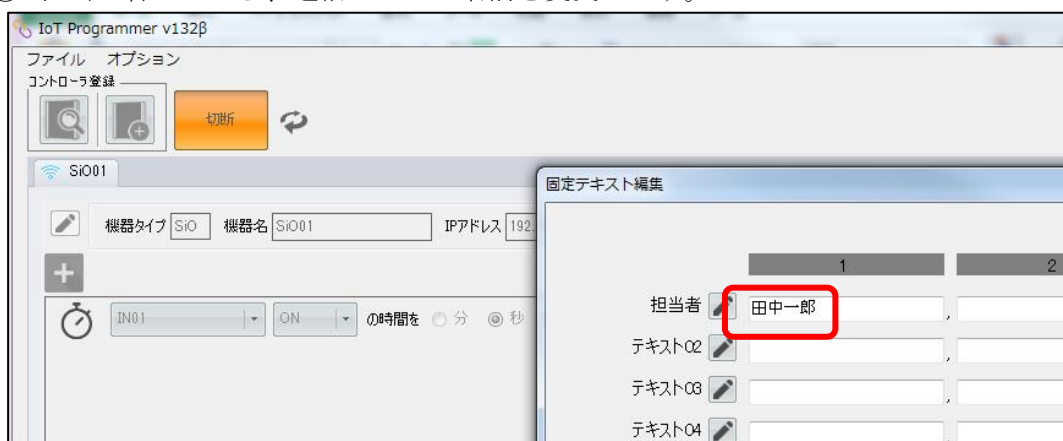 IoT Programmer v132β
ファイル オプション
コントローラ登録
切断
SiO01
機器タイプ SiO 機器名 SiO01 IPアドレス 192.
IN01 ON の時間を 分 秒
固定テキスト編集
1 2
担当者 田中一郎 ,
テキスト02 ,
テキスト03 ,
テキスト04